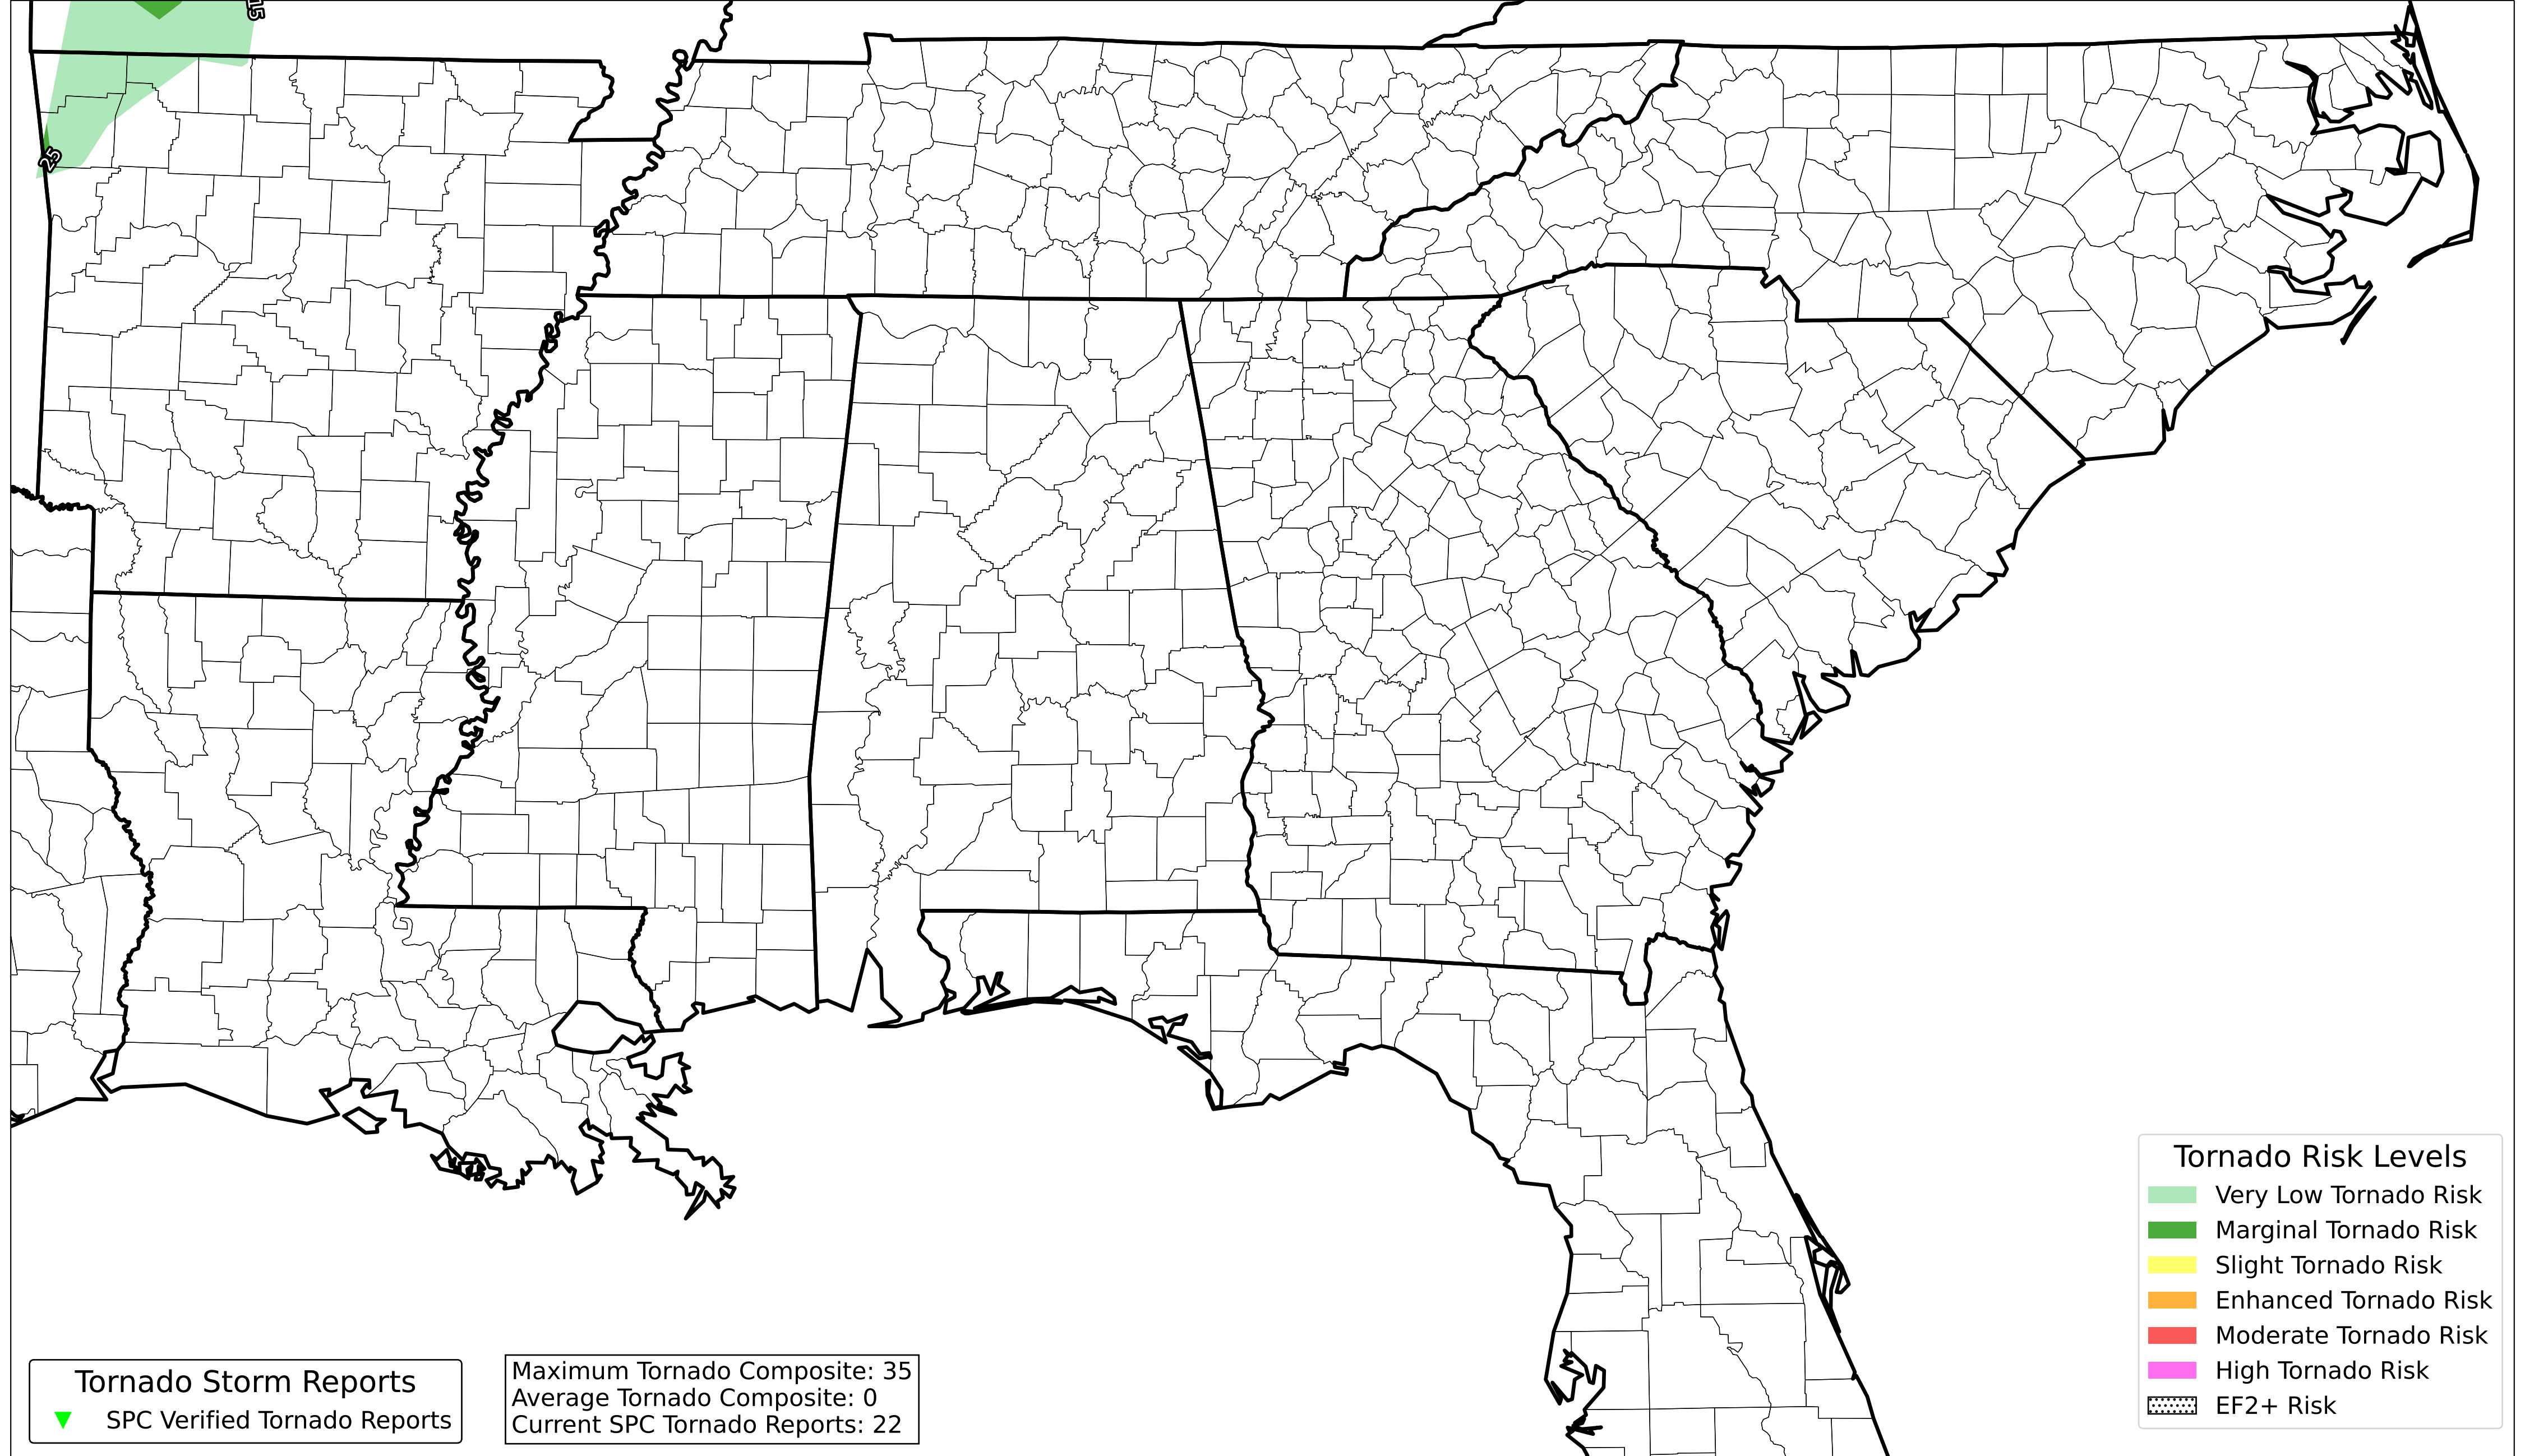 15
25
Tornado Risk Levels
Very Low Tornado Risk
Marginal Tornado Risk
Slight Tornado Risk
Enhanced Tornado Risk
Moderate Tornado Risk
High Tornado Risk
EF2+ Risk
Tornado Storm Reports
SPC Verified Tornado Reports
Maximum Tornado Composite: 35
Average Tornado Composite: 0
Current SPC Tornado Reports: 22